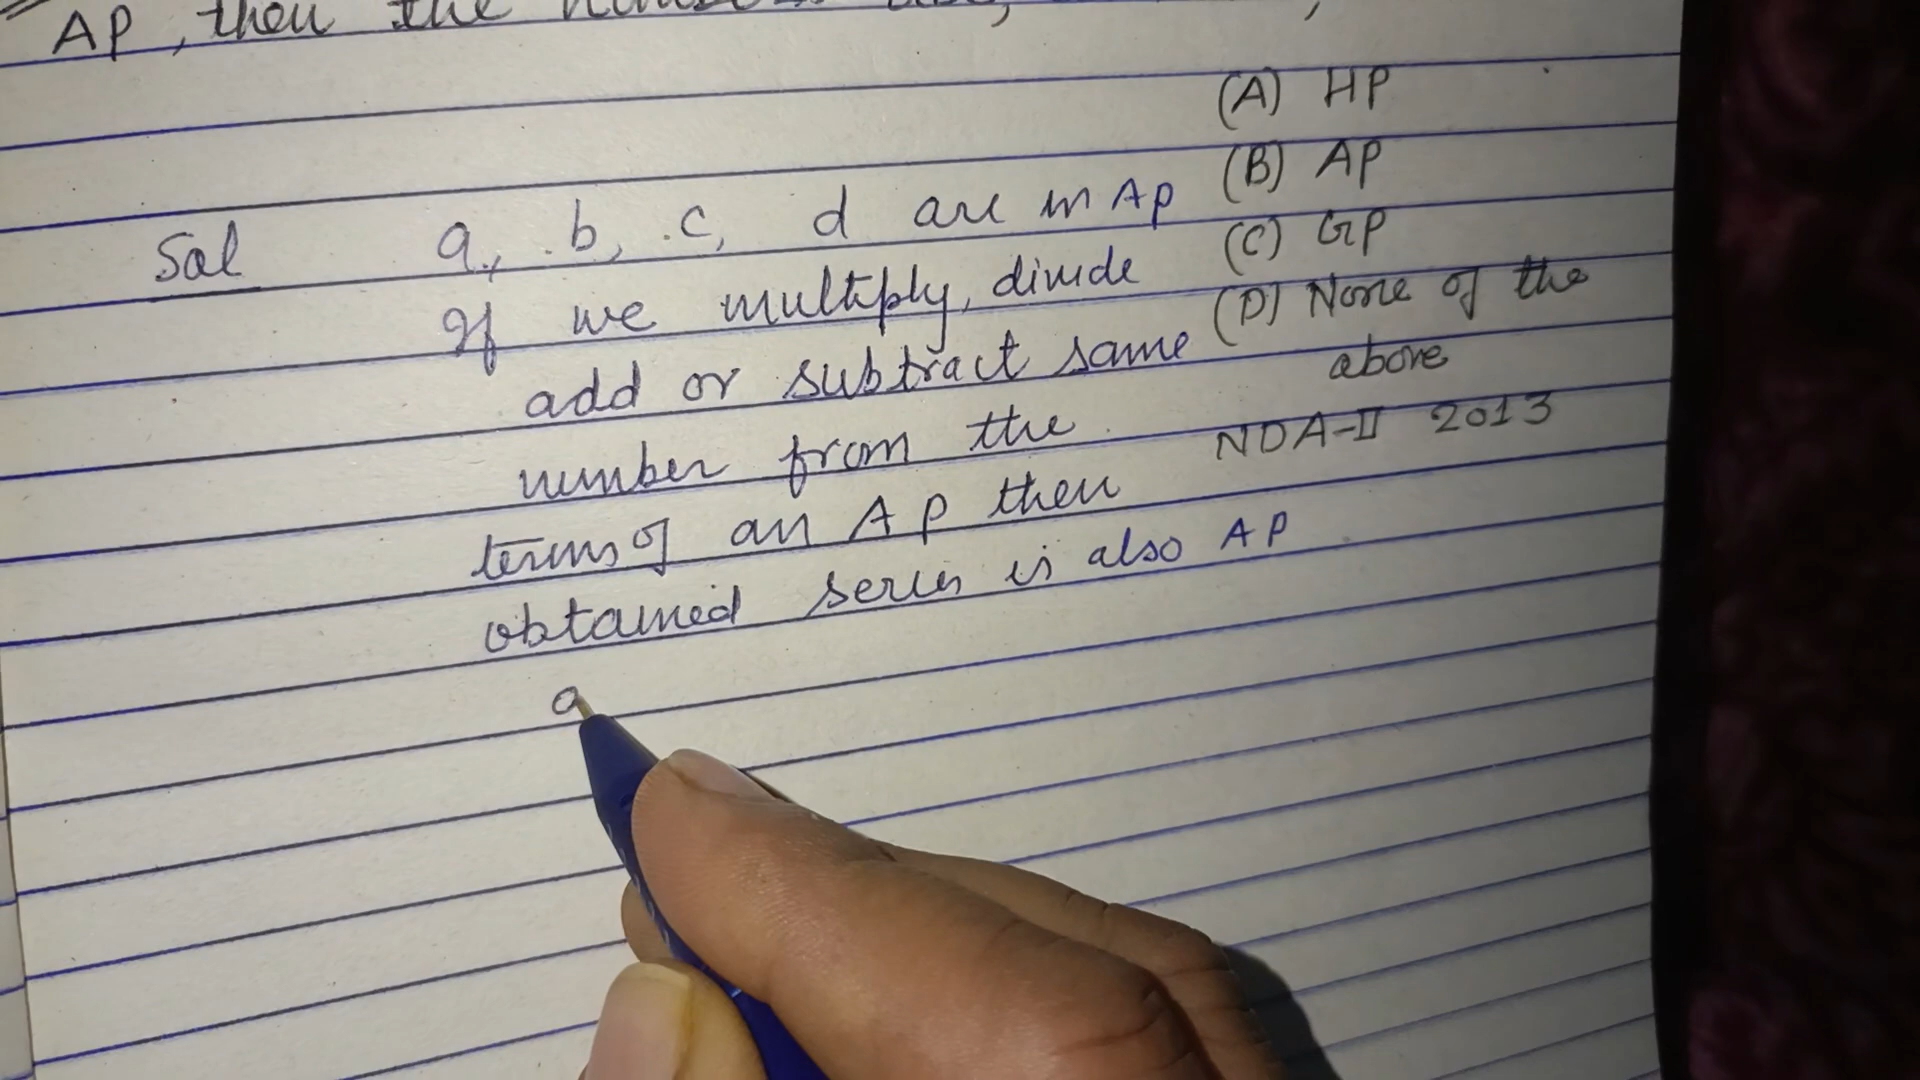 AP, then the
(A) HP
(B) AP
Sol a, b, c, d are in AP
(C) GP
If we multiply, divide
(D) None of the
above
add or subtract same
number from the
NDA-II 2013
terms of an AP then
obtained series is also AP
a